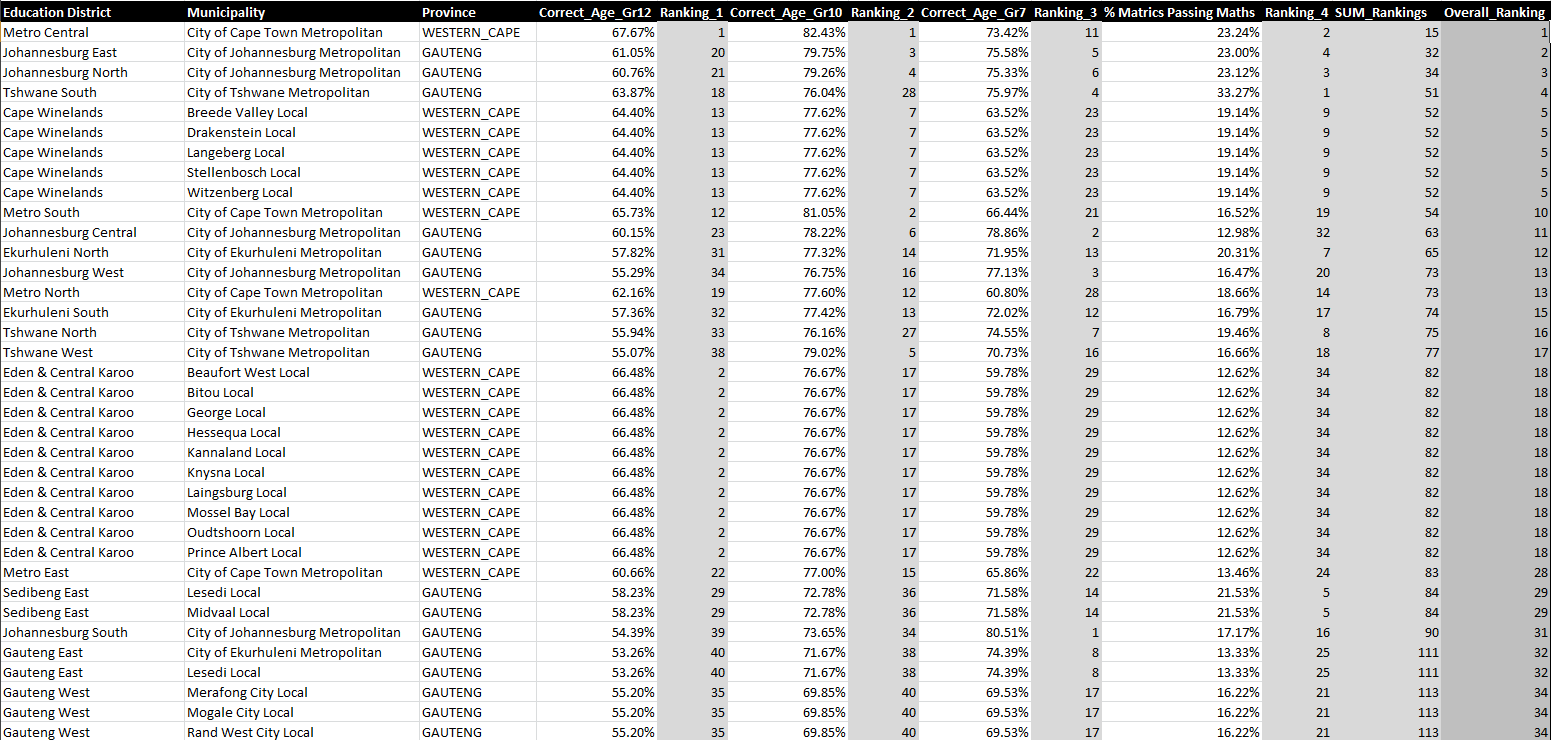 Education District Municipality Province Correct_Age_Gr12 Ranking_1 Correct_Age_Gr10 Ranking_2 Correct_Age_Gr7 Ranking_3 % Matrics Passing Maths Ranking_4 SUM_Rankings Overall_Ranking
Metro Central City of Cape Town Metropolitan WESTERN_CAPE 67.67% 1 82.43% 1 73.42% 11 23.24% 2 15 1
Johannesburg East City of Johannesburg Metropolitan GAUTENG 61.05% 20 79.75% 3 75.58% 5 23.00% 4 32 2
Johannesburg North City of Johannesburg Metropolitan GAUTENG 60.76% 21 79.26% 4 75.33% 6 23.12% 3 34 3
Tshwane South City of Tshwane Metropolitan GAUTENG 63.87% 18 76.04% 28 75.97% 4 33.27% 1 51 4
Cape Winelands Breede Valley Local WESTERN_CAPE 64.40% 13 77.62% 7 63.52% 23 19.14% 9 52 5
Cape Winelands Drakenstein Local WESTERN_CAPE 64.40% 13 77.62% 7 63.52% 23 19.14% 9 52 5
Cape Winelands Langeberg Local WESTERN_CAPE 64.40% 13 77.62% 7 63.52% 23 19.14% 9 52 5
Cape Winelands Stellenbosch Local WESTERN_CAPE 64.40% 13 77.62% 7 63.52% 23 19.14% 9 52 5
Cape Winelands Witzenberg Local WESTERN_CAPE 64.40% 13 77.62% 7 63.52% 23 19.14% 9 52 5
Metro South City of Cape Town Metropolitan WESTERN_CAPE 65.73% 12 81.05% 2 66.44% 21 16.52% 19 54 10
Johannesburg Central City of Johannesburg Metropolitan GAUTENG 60.15% 23 78.22% 6 78.86% 2 12.98% 32 63 11
Ekurhuleni North City of Ekurhuleni Metropolitan GAUTENG 57.82% 31 77.32% 14 71.95% 13 20.31% 7 65 12
Johannesburg West City of Johannesburg Metropolitan GAUTENG 55.29% 34 76.75% 16 77.13% 3 16.47% 20 73 13
Metro North City of Cape Town Metropolitan WESTERN_CAPE 62.16% 19 77.60% 12 60.80% 28 18.66% 14 73 13
Ekurhuleni South City of Ekurhuleni Metropolitan GAUTENG 57.36% 32 77.42% 13 72.02% 12 16.79% 17 74 15
Tshwane North City of Tshwane Metropolitan GAUTENG 55.94% 33 76.16% 27 74.55% 7 19.46% 8 75 16
Tshwane West City of Tshwane Metropolitan GAUTENG 55.07% 38 79.02% 5 70.73% 16 16.66% 18 77 17
Eden & Central Karoo Beaufort West Local WESTERN_CAPE 66.48% 2 76.67% 17 59.78% 29 12.62% 34 82 18
Eden & Central Karoo Bitou Local WESTERN_CAPE 66.48% 2 76.67% 17 59.78% 29 12.62% 34 82 18
Eden & Central Karoo George Local WESTERN_CAPE 66.48% 2 76.67% 17 59.78% 29 12.62% 34 82 18
Eden & Central Karoo Hessequa Local WESTERN_CAPE 66.48% 2 76.67% 17 59.78% 29 12.62% 34 82 18
Eden & Central Karoo Kannaland Local WESTERN_CAPE 66.48% 2 76.67% 17 59.78% 29 12.62% 34 82 18
Eden & Central Karoo Knysna Local WESTERN_CAPE 66.48% 2 76.67% 17 59.78% 29 12.62% 34 82 18
Eden & Central Karoo Laingsburg Local WESTERN_CAPE 66.48% 2 76.67% 17 59.78% 29 12.62% 34 82 18
Eden & Central Karoo Mossel Bay Local WESTERN_CAPE 66.48% 2 76.67% 17 59.78% 29 12.62% 34 82 18
Eden & Central Karoo Oudtshoorn Local WESTERN_CAPE 66.48% 2 76.67% 17 59.78% 29 12.62% 34 82 18
Eden & Central Karoo Prince Albert Local WESTERN_CAPE 66.48% 2 76.67% 17 59.78% 29 12.62% 34 82 18
Metro East City of Cape Town Metropolitan WESTERN_CAPE 60.66% 22 77.00% 15 65.86% 22 13.46% 24 83 28
Sedibeng East Lesedi Local GAUTENG 58.23% 29 72.78% 36 71.58% 14 21.53% 5 84 29
Sedibeng East Midvaal Local GAUTENG 58.23% 29 72.78% 36 71.58% 14 21.53% 5 84 29
Johannesburg South City of Johannesburg Metropolitan GAUTENG 54.39% 39 73.65% 34 80.51% 1 17.17% 16 90 31
Gauteng East City of Ekurhuleni Metropolitan GAUTENG 53.26% 40 71.67% 38 74.39% 8 13.33% 25 111 32
Gauteng East Lesedi Local GAUTENG 53.26% 40 71.67% 38 74.39% 8 13.33% 25 111 32
Gauteng West Merafong City Local GAUTENG 55.20% 35 69.85% 40 69.53% 17 16.22% 21 113 34
Gauteng West Mogale City Local GAUTENG 55.20% 35 69.85% 40 69.53% 17 16.22% 21 113 34
Gauteng West Rand West City Local GAUTENG 55.20% 35 69.85% 40 69.53% 17 16.22% 21 113 34